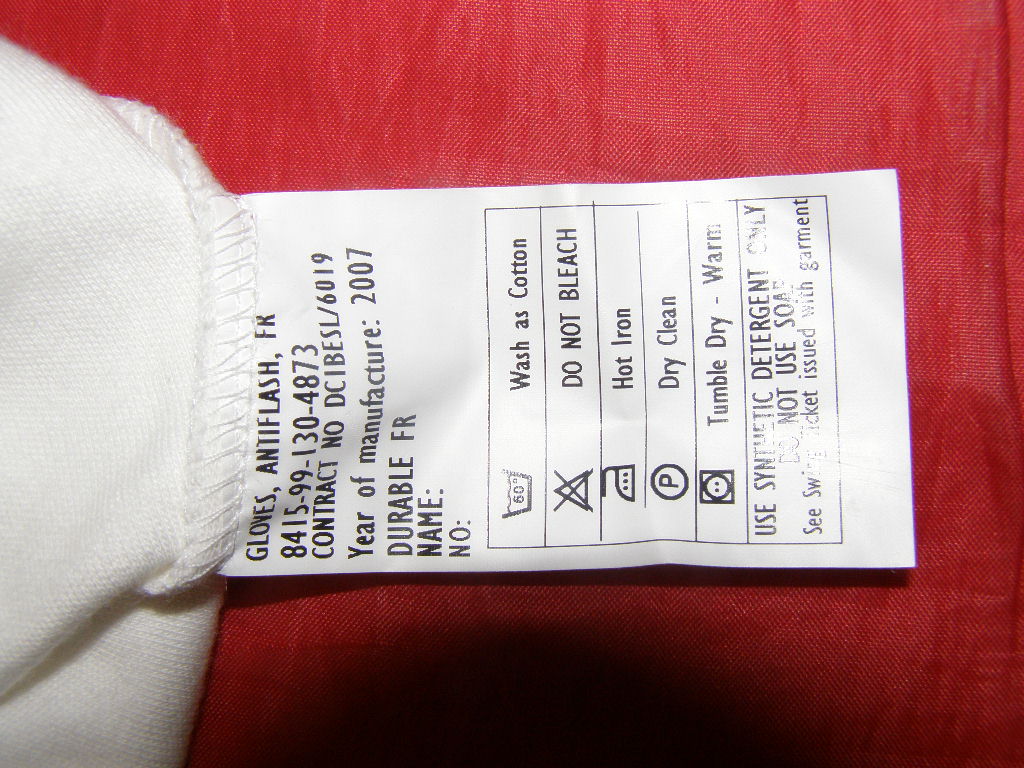 GLOVES, ANTIFLASH, FR
8415-99-130-4873
CONTRACT NO DC1BESL/6019
Year of manufacture: 2007
DURABLE FR
NAME:
NO:
60° Wash as Cotton
DO NOT BLEACH
Hot Iron
P Dry Clean
Tumble Dry - Warm
USE SYNTHETIC DETERGENT ONLY
DO NOT USE SOAP
See Swing ticket issued with garment